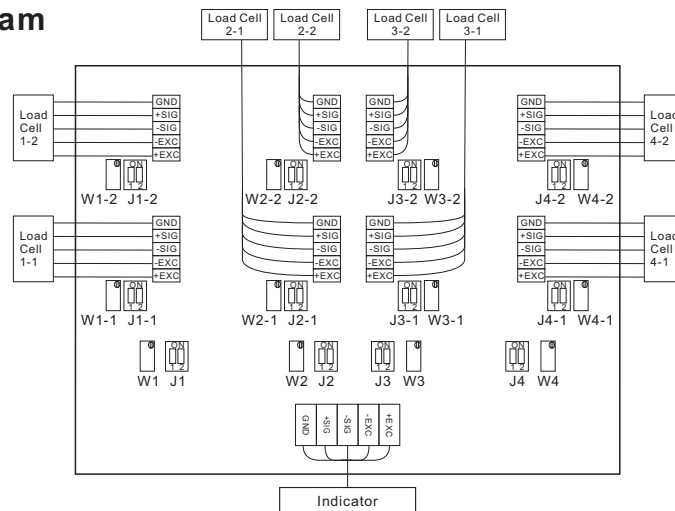 am
Load Cell
2-1
Load Cell
2-2
Load Cell
3-2
Load Cell
3-1
Load
Cell
1-2
GND
+SIG
-SIG
-EXC
+EXC
GND
+SIG
-SIG
-EXC
+EXC
GND
+SIG
-SIG
-EXC
+EXC
GND
+SIG
-SIG
-EXC
+EXC
Load
Cell
4-2
ON
1 2
W1-2 J1-2
ON
1 2
W2-2 J2-2
ON
1 2
J3-2 W3-2
ON
1 2
J4-2 W4-2
Load
Cell
1-1
GND
+SIG
-SIG
-EXC
+EXC
GND
+SIG
-SIG
-EXC
+EXC
GND
+SIG
-SIG
-EXC
+EXC
GND
+SIG
-SIG
-EXC
+EXC
Load
Cell
4-1
ON
1 2
W1-1 J1-1
ON
1 2
W2-1 J2-1
ON
1 2
J3-1 W3-1
ON
1 2
J4-1 W4-1
ON
1 2
W1 J1
ON
1 2
W2 J2
ON
1 2
J3 W3
ON
1 2
J4 W4
GND
+SIG
-SIG
-EXC
+EXC
Indicator